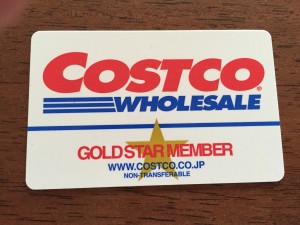 COSTCO®
WHOLESALE
GOLD STAR MEMBER
WWW.COSTCO.CO.JP
NON-TRANSFERABLE